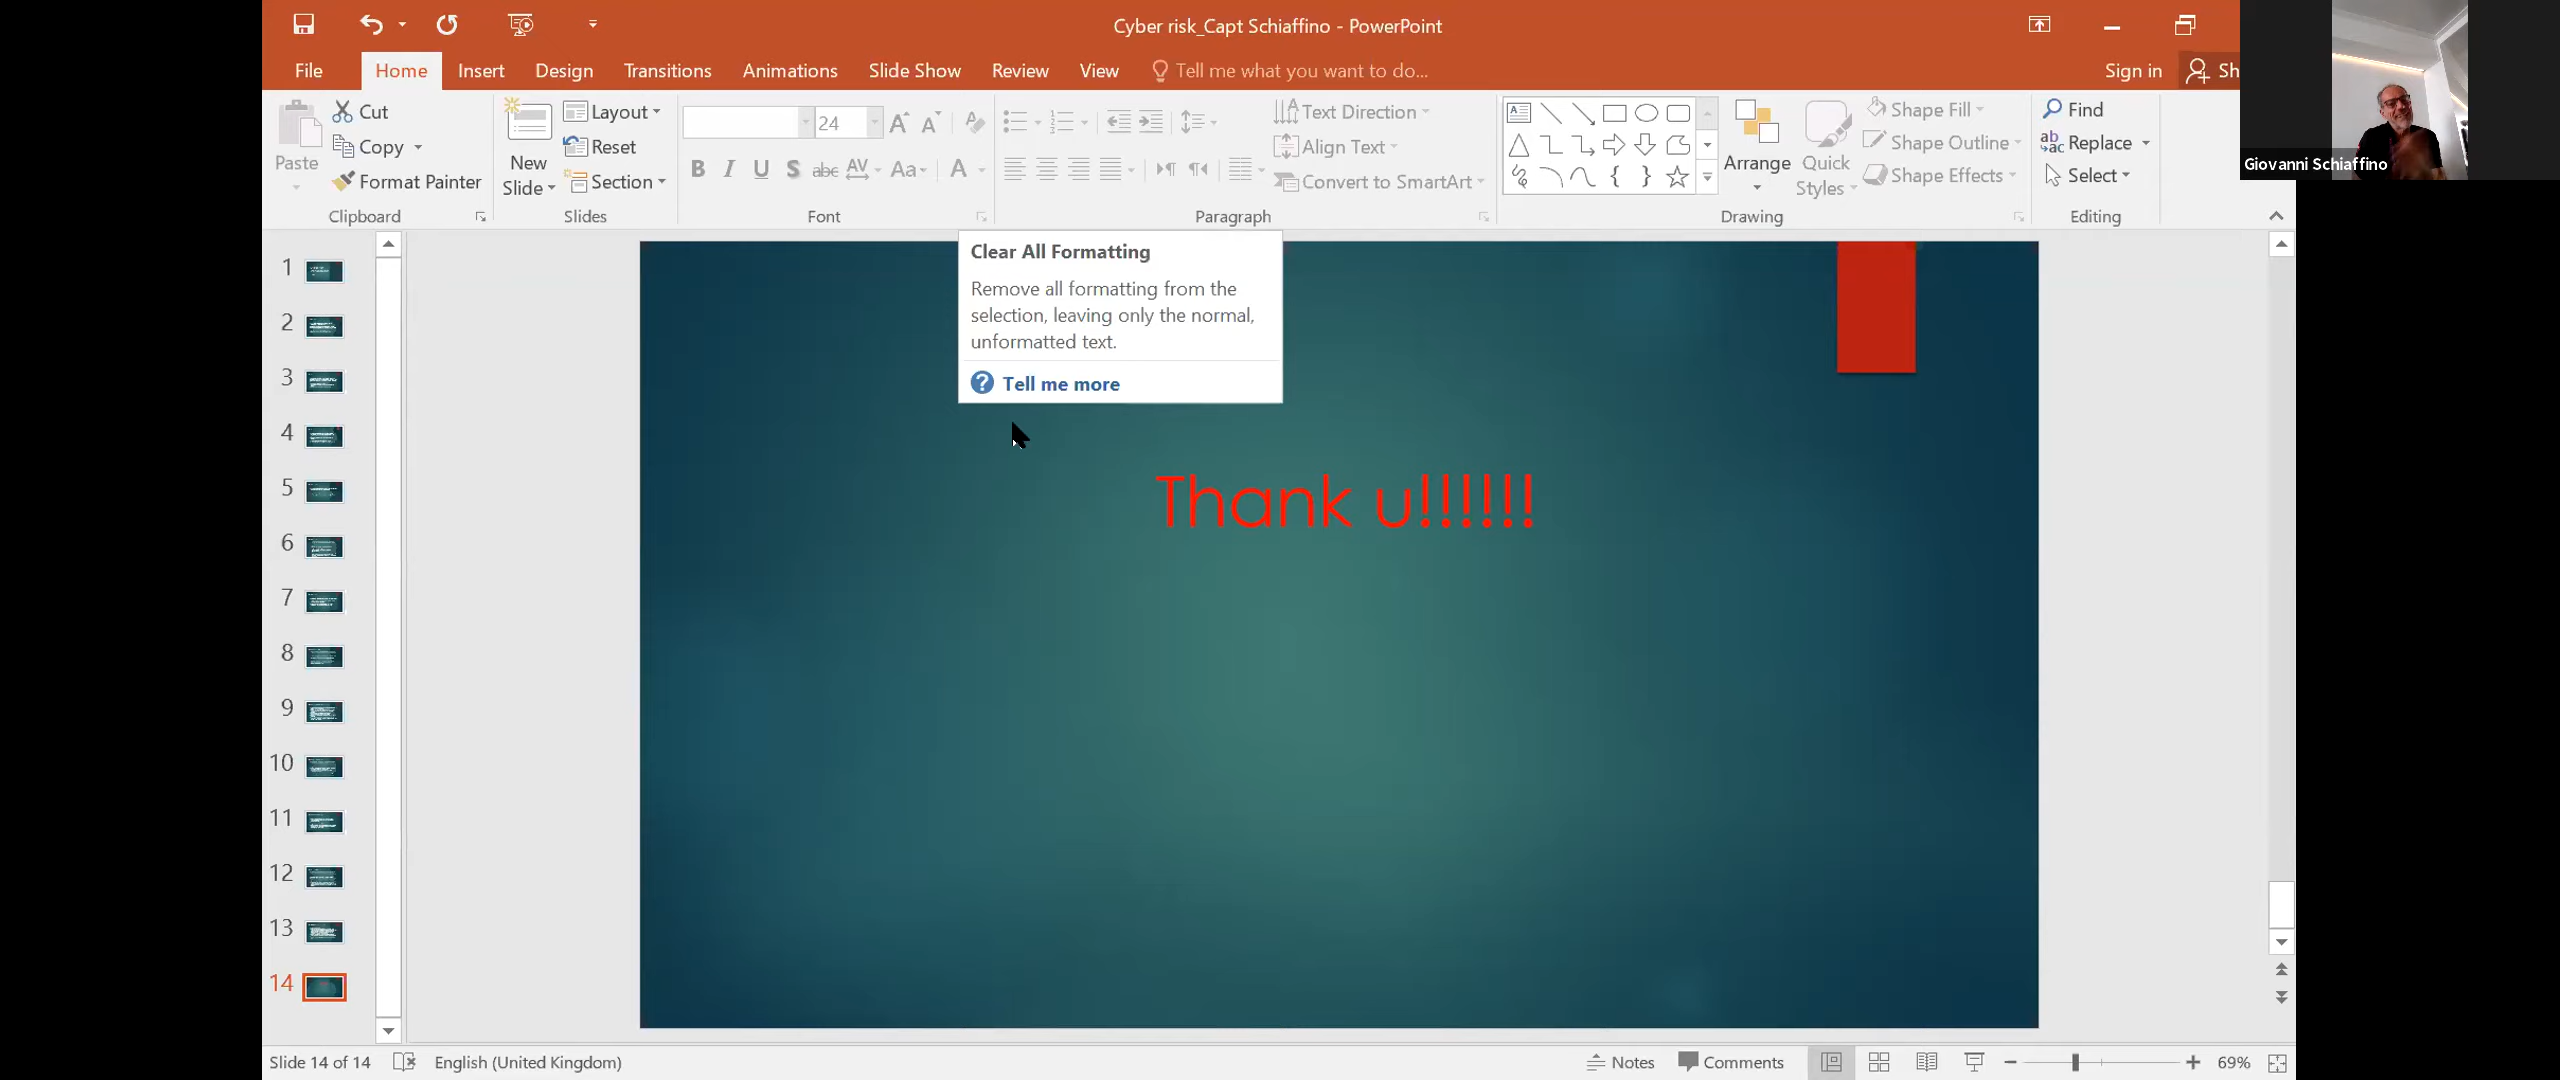 Cyber risk_Capt Schiaffino - PowerPoint
File Home Insert Design Transitions Animations Slide Show Review View Tell me what you want to do... Sign in Sh
Giovanni Schiaffino
Paste
Cut
Copy
Format Painter
Clipboard
New
Slide
Layout
Reset
Section
Slides
24
B I U S abc AV Aa A
Font
Text Direction
Align Text
Convert to SmartArt
Paragraph
Arrange
Quick
Styles
Shape Fill
Shape Outline
Shape Effects
Drawing
Find
Replace
Select
Editing
Clear All Formatting
Remove all formatting from the
selection, leaving only the normal,
unformatted text.
Tell me more
1
2
3
4
5
6
7
8
9
10
11
12
13
14
Thank u!!!!!!
Slide 14 of 14 English (United Kingdom) Notes Comments 69%